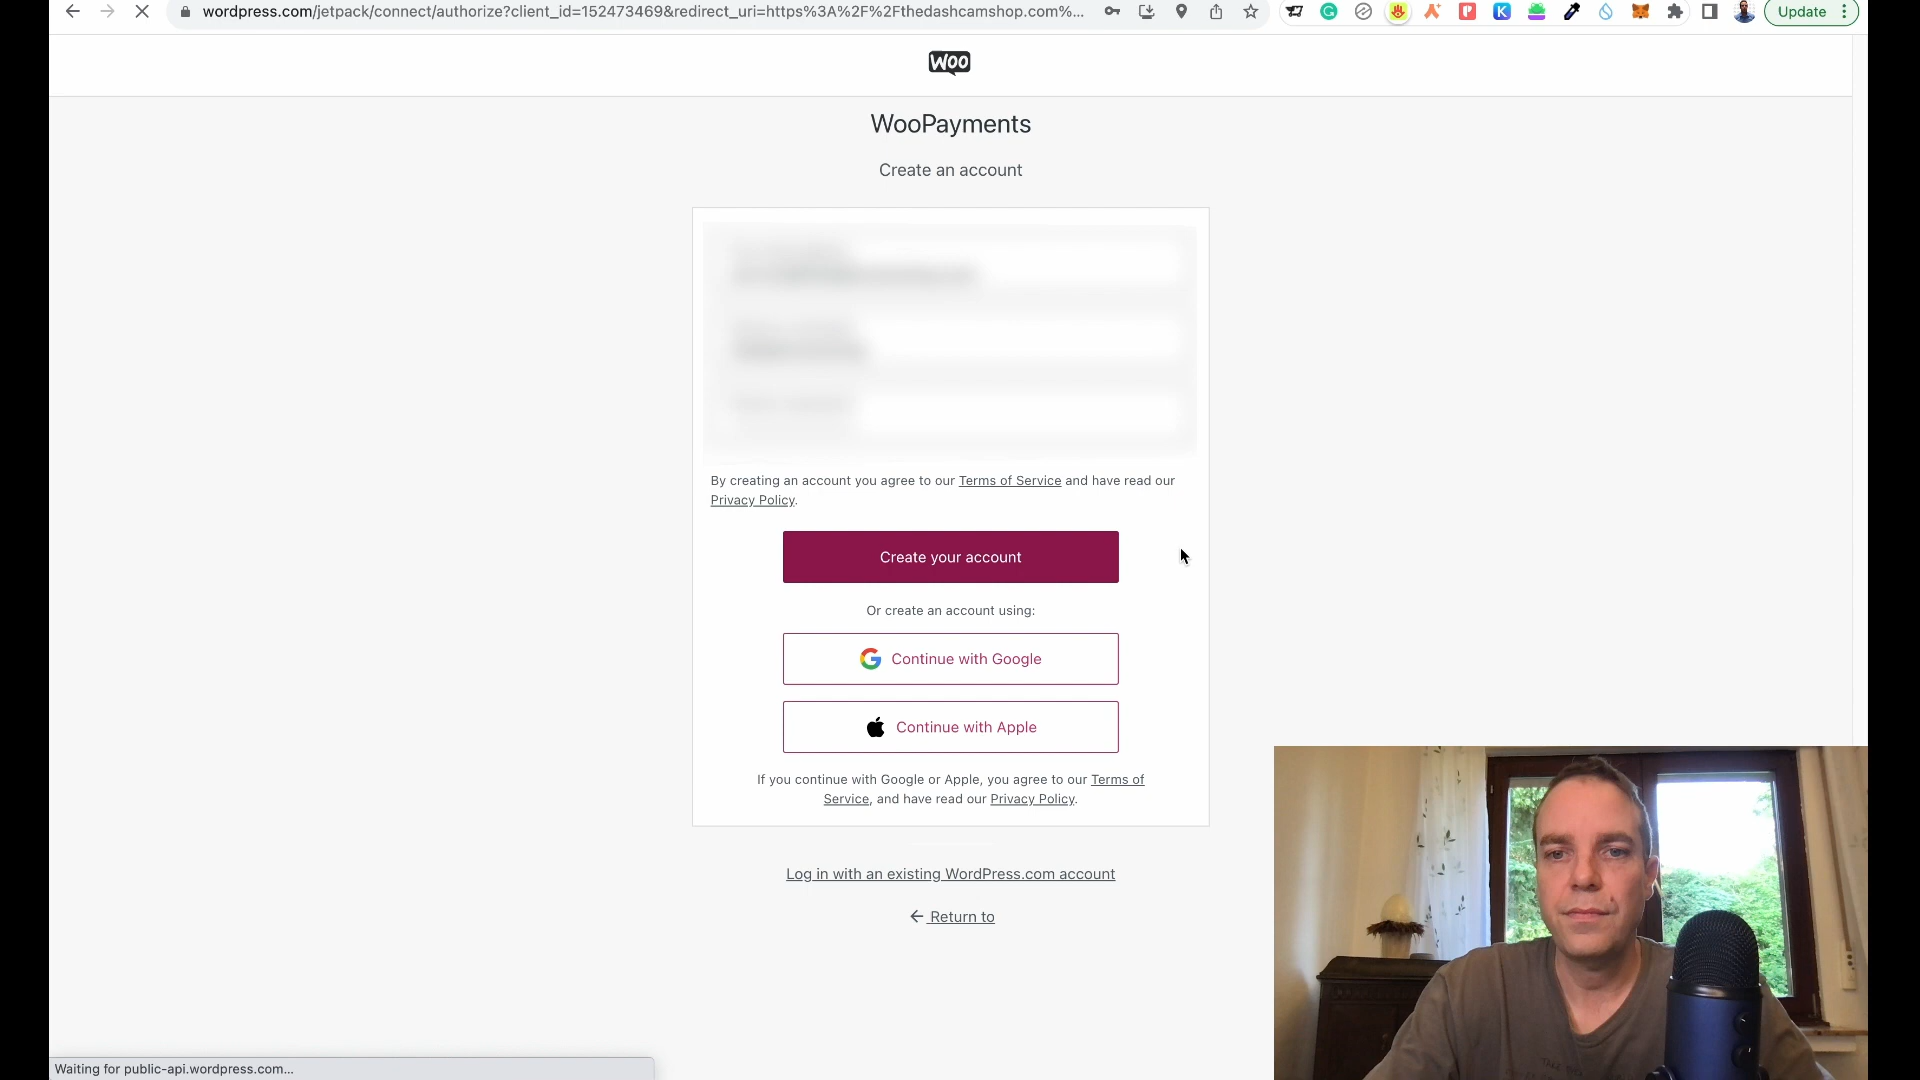 wordpress.com/jetpack/connect/authorize?client_id=152473469&redirect_uri=https%3A%2F%2Fthedashcamshop.com%...
Update
WOO
WooPayments
Create an account
By creating an account you agree to our Terms of Service and have read our
Privacy Policy.
Create your account
Or create an account using:
Continue with Google
Continue with Apple
If you continue with Google or Apple, you agree to our Terms of
Service, and have read our Privacy Policy.
Log in with an existing WordPress.com account
← Return to
Waiting for public-api.wordpress.com...